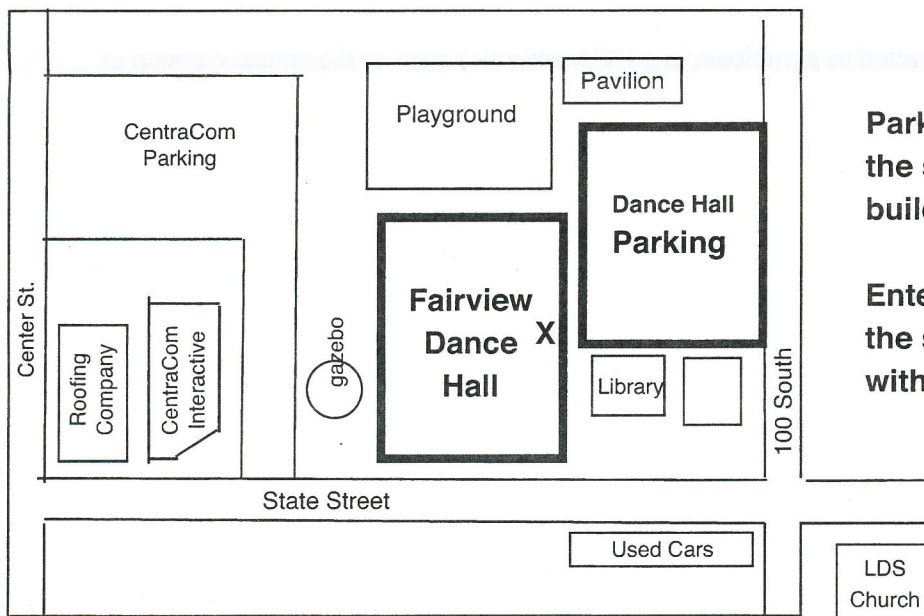 Pavilion
Playground
CentraCom
Parking
Dance Hall
Parking
Fairview
Dance
Hall
X
gazebo
Center St.
Roofing
Company
CentraCom
Interactive
Library
100 South
State Street
Used Cars
LDS
Church
Park
the s
buil
Ente
the s
with